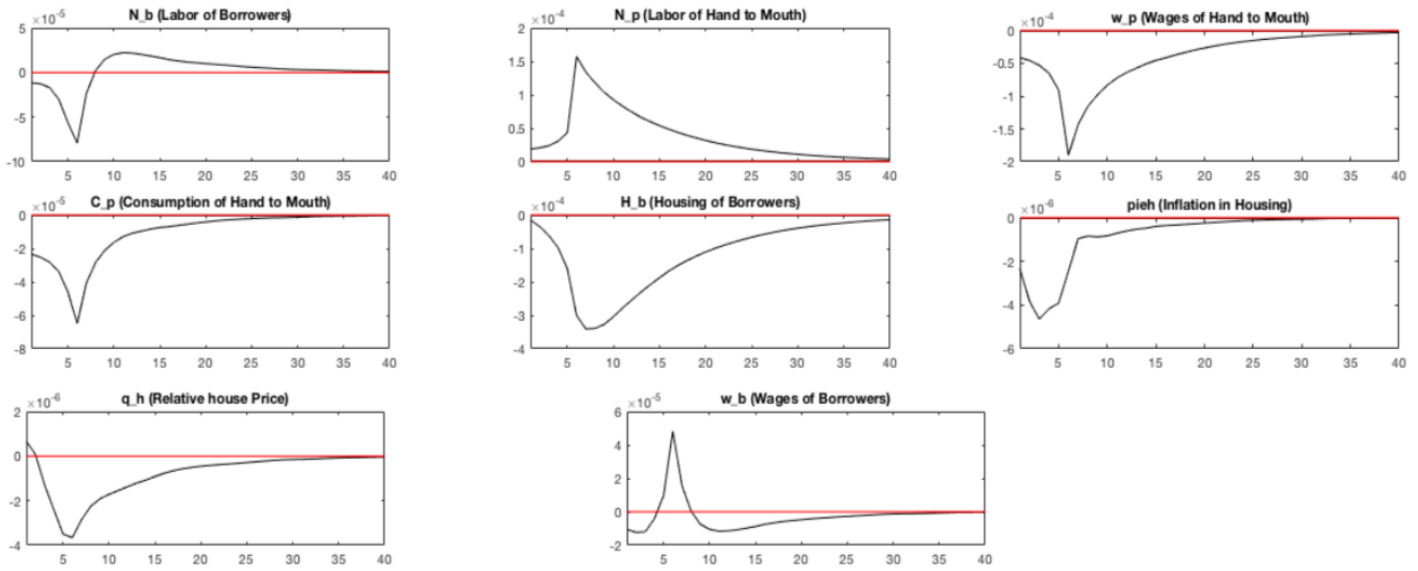 N_b (Labor of Borrowers)
×10⁻⁵
5
0
-5
-10
5 10 15 20 25 30 35 40
N_p (Labor of Hand to Mouth)
×10⁻⁴
2
1.5
1
0.5
0
5 10 15 20 25 30 35 40
w_p (Wages of Hand to Mouth)
×10⁻⁴
0
-0.5
-1
-1.5
-2
5 10 15 20 25 30 35 40
C_p (Consumption of Hand to Mouth)
×10⁻⁵
0
-2
-4
-6
-8
5 10 15 20 25 30 35 40
H_b (Housing of Borrowers)
×10⁻⁴
0
-1
-2
-3
-4
5 10 15 20 25 30 35 40
pieh (Inflation in Housing)
×10⁻⁶
0
-2
-4
-6
5 10 15 20 25 30 35 40
q_h (Relative house Price)
×10⁻⁶
2
0
-2
-4
5 10 15 20 25 30 35 40
w_b (Wages of Borrowers)
×10⁻⁵
6
4
2
0
-2
5 10 15 20 25 30 35 40